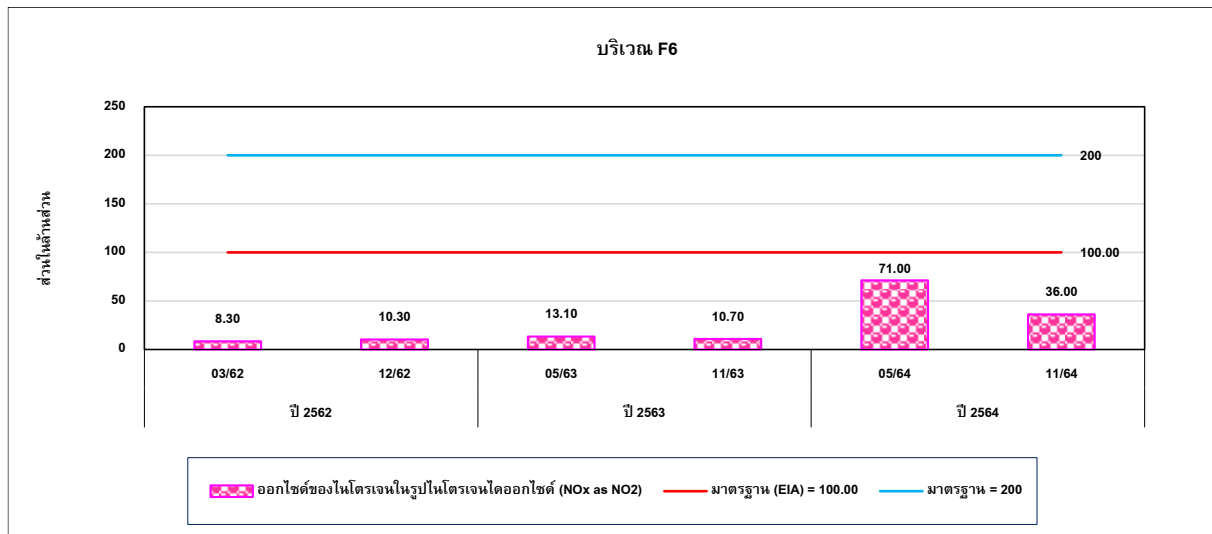 บริเวณ F6
ส่วนในล้านส่วน
250
200
150
100
50
0
200
100.00
8.30
10.30
13.10
10.70
71.00
36.00
03/62
12/62
05/63
11/63
05/64
11/64
ปี 2562
ปี 2563
ปี 2564
ออกไซด์ของไนโตรเจนในรูปไนโตรเจนไดออกไซด์ (NOx as NO2)
มาตรฐาน (EIA) = 100.00
มาตรฐาน = 200